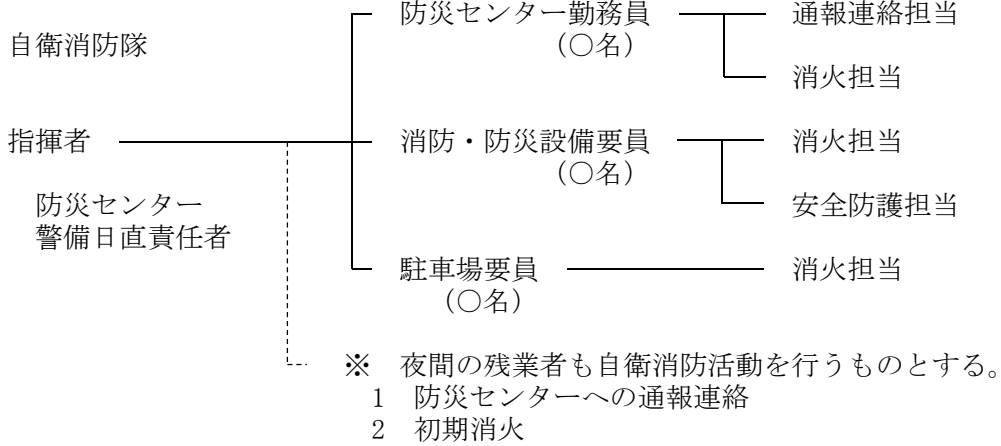 防災センター勤務員 通報連絡担当
自衛消防隊 (○名)
消火担当
指揮者 消防・防災設備要員 消火担当
(○名)
防災センター 安全防護担当
警備日直責任者
駐車場要員 消火担当
(○名)
※ 夜間の残業者も自衛消防活動を行うものとする。
1 防災センターへの通報連絡
2 初期消火